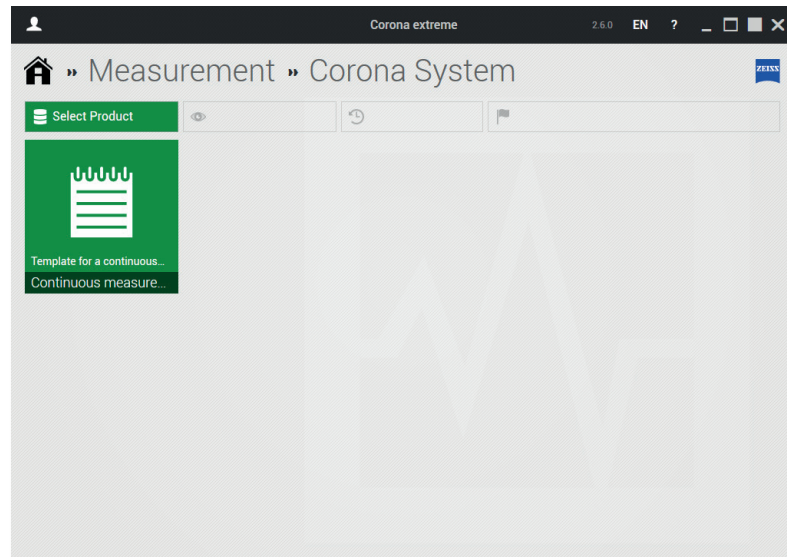 Corona extreme 2.6.0 EN ?
» Measurement » Corona System
ZEISS
Select Product
Template for a continuous...
Continuous measure...